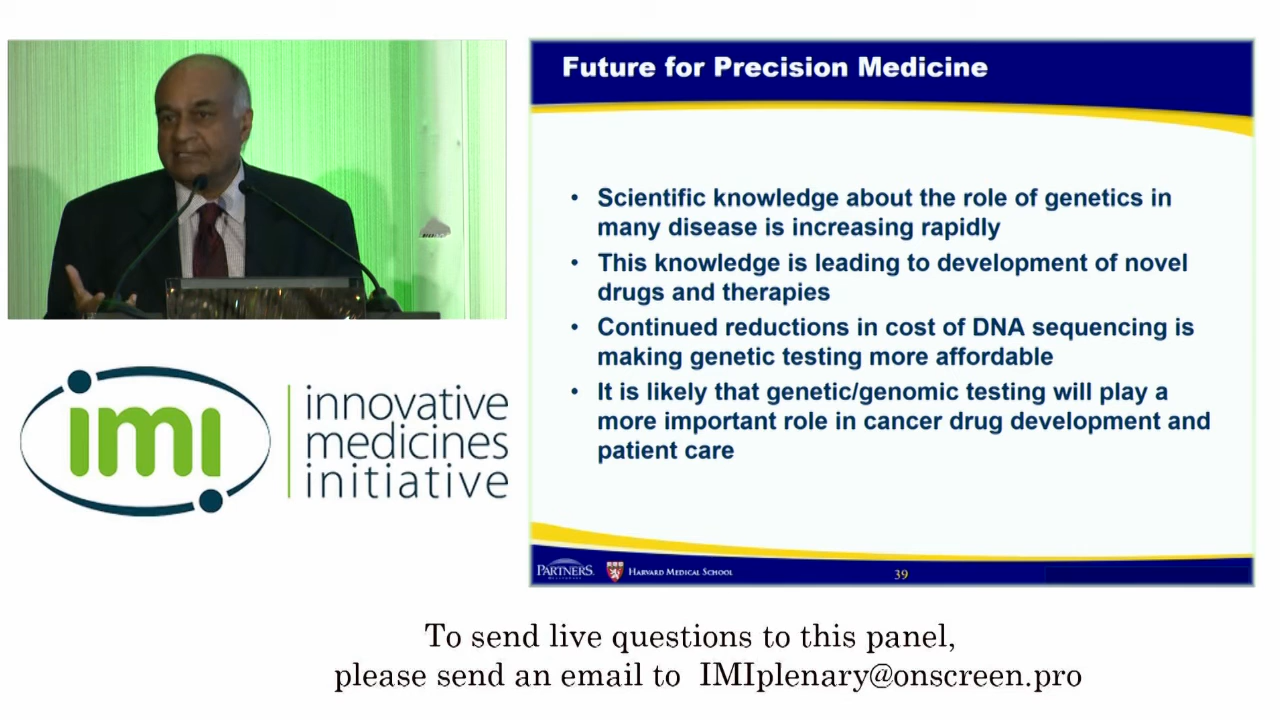 Future for Precision Medicine
• Scientific knowledge about the role of genetics in
many disease is increasing rapidly
• This knowledge is leading to development of novel
drugs and therapies
• Continued reductions in cost of DNA sequencing is
making genetic testing more affordable
• It is likely that genetic/genomic testing will play a
more important role in cancer drug development and
patient care
PARTNERS
HARVARD MEDICAL SCHOOL
39
imi
innovative
medicines
initiative
To send live questions to this panel,
please send an email to IMIplenary@onscreen.pro